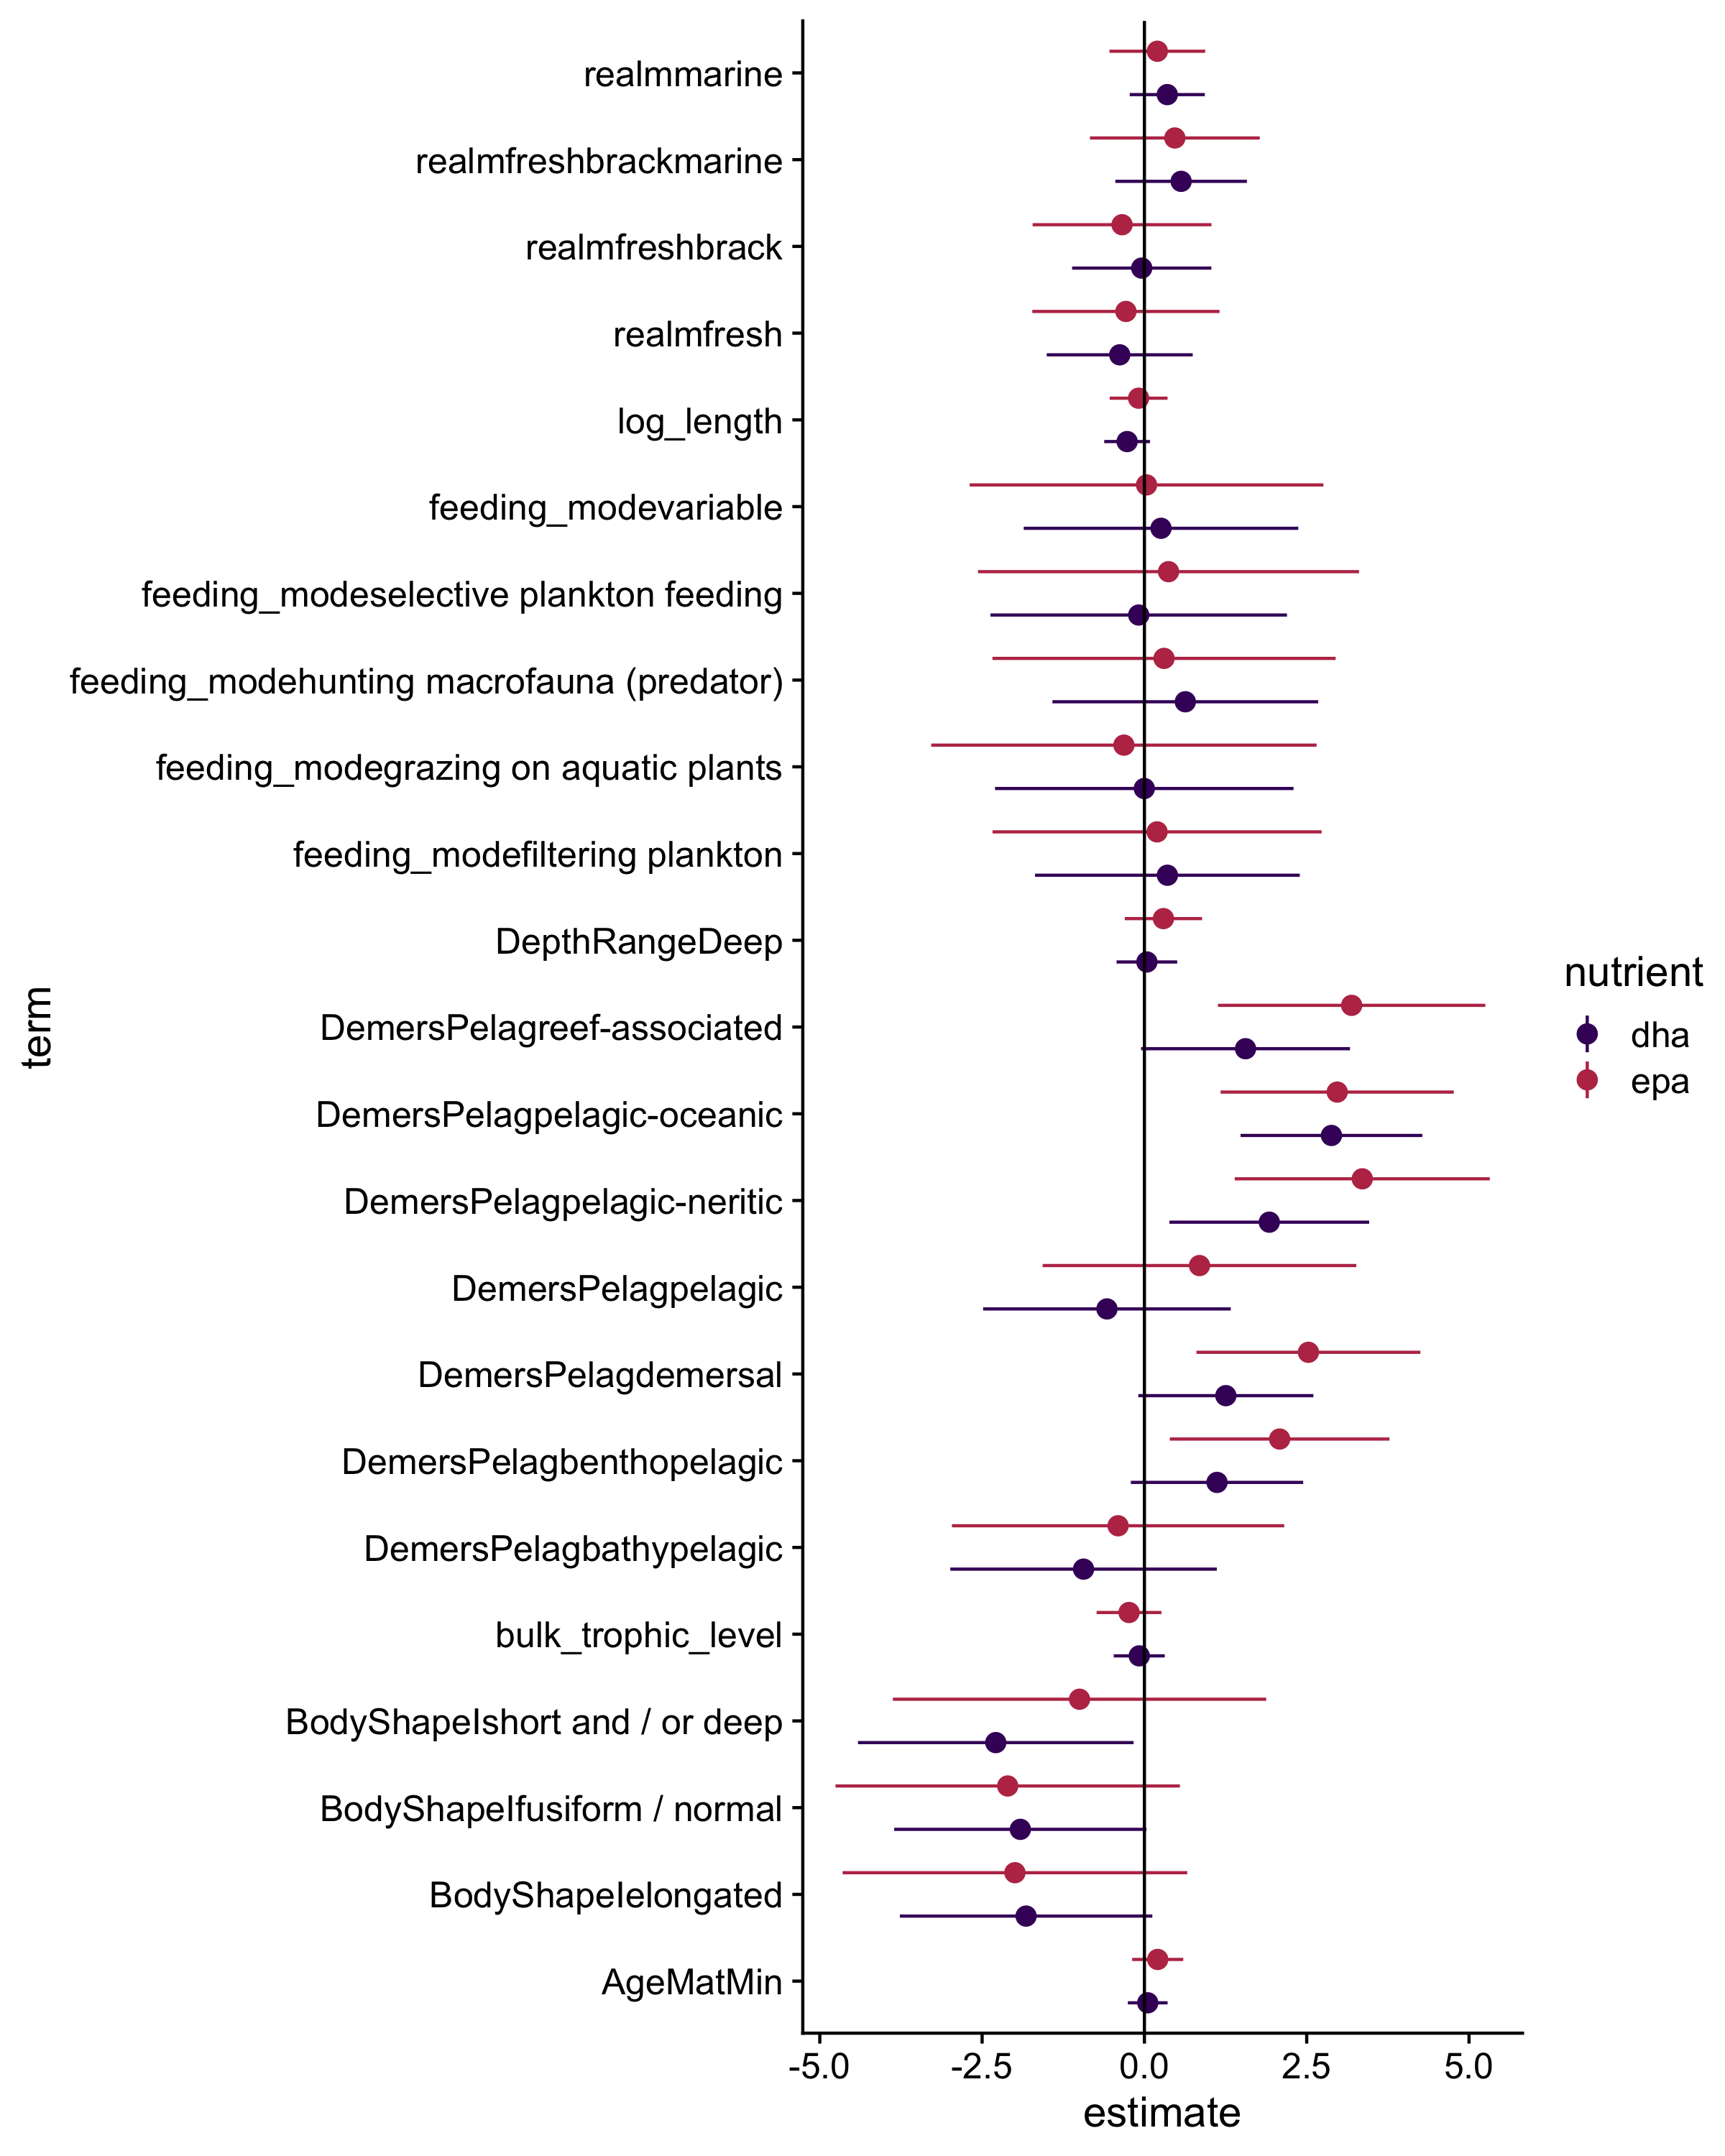 realmmarine
realmfreshbrackmarine
realmfreshbrack
realmfresh
log_length
feeding_modevariable
feeding_modeselective plankton feeding
feeding_modehunting macrofauna (predator)
feeding_modegrazing on aquatic plants
feeding_modefiltering plankton
DepthRangeDeep
DemersPelagreef-associated
DemersPelagpelagic-oceanic
DemersPelagpelagic-neritic
DemersPelagpelagic
DemersPelagdemersal
DemersPelagbenthopelagic
DemersPelagbathypelagic
bulk_trophic_level
BodyShapeIshort and / or deep
BodyShapeIfusiform / normal
BodyShapeIelongated
AgeMatMin
term
-5.0 -2.5 0.0 2.5 5.0
estimate
nutrient
dha
epa